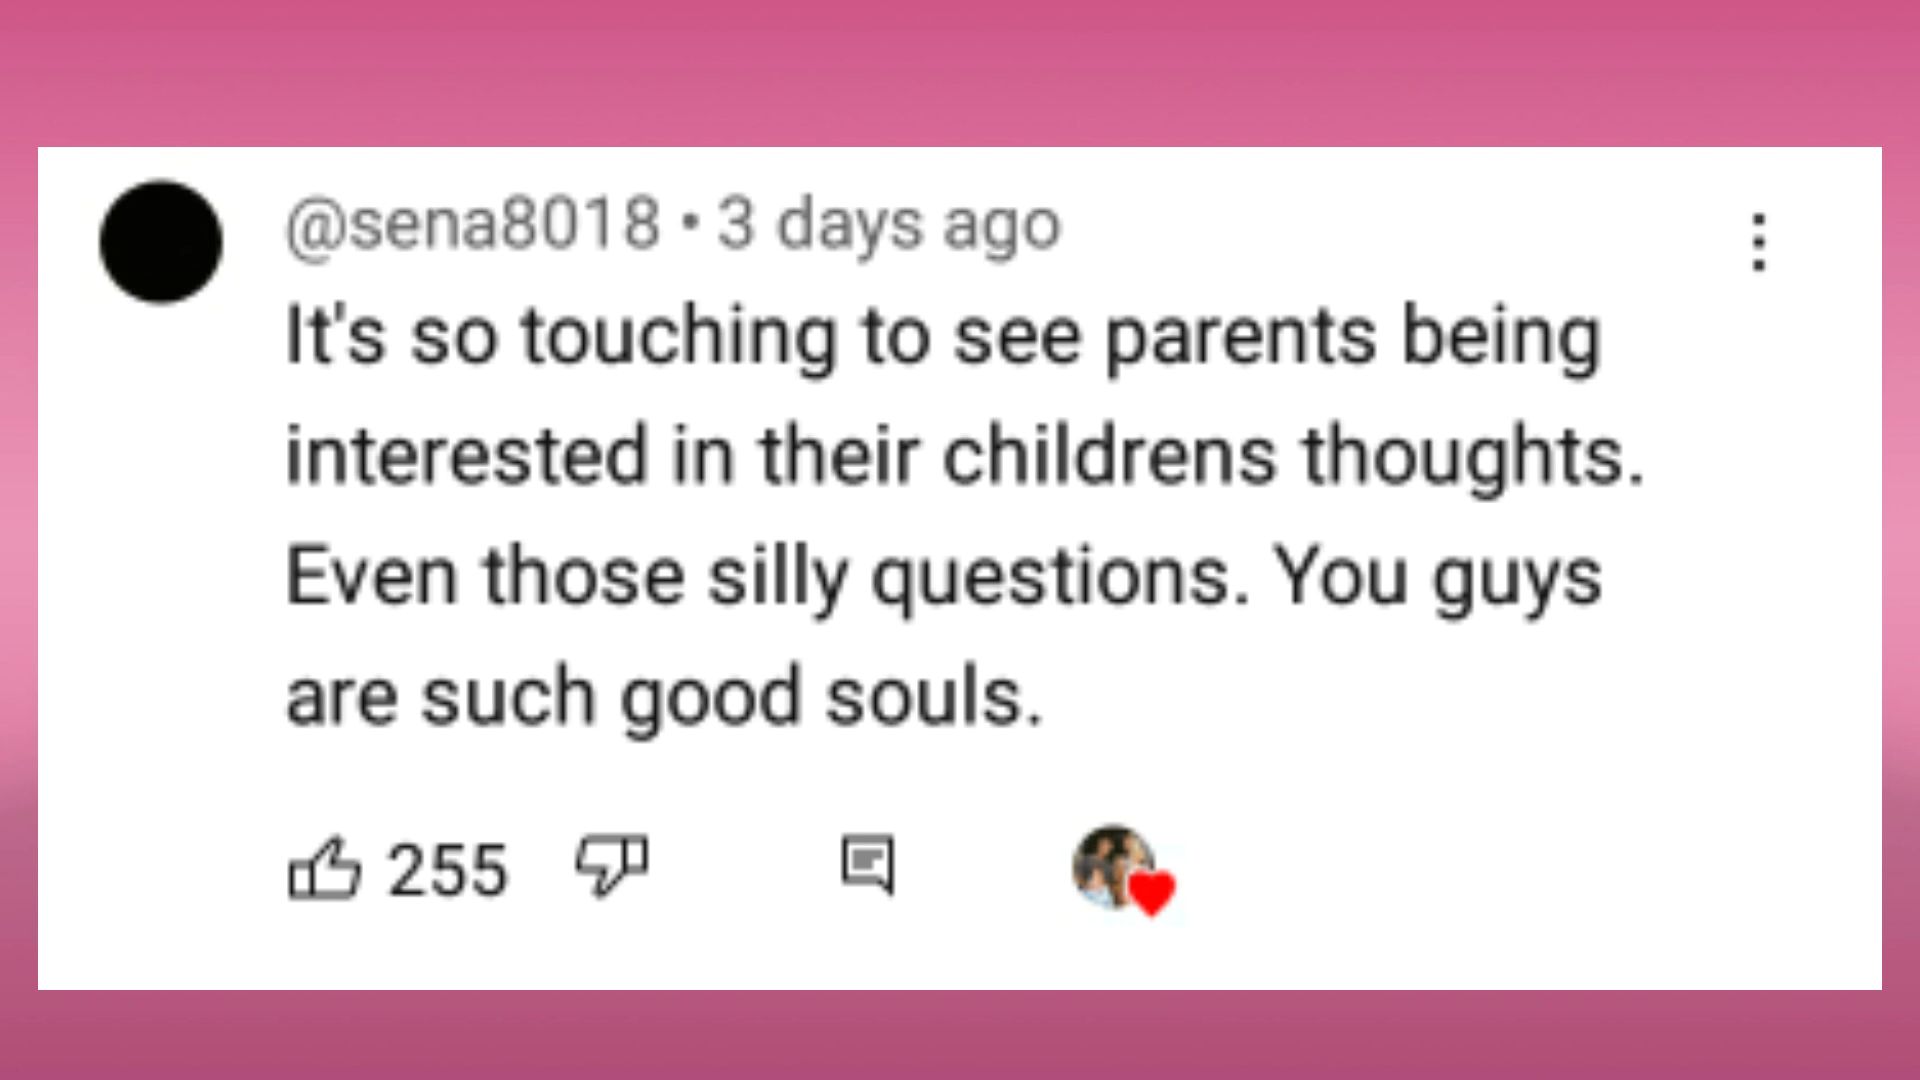 @sena8018 • 3 days ago
It's so touching to see parents being
interested in their childrens thoughts.
Even those silly questions. You guys
are such good souls.
255